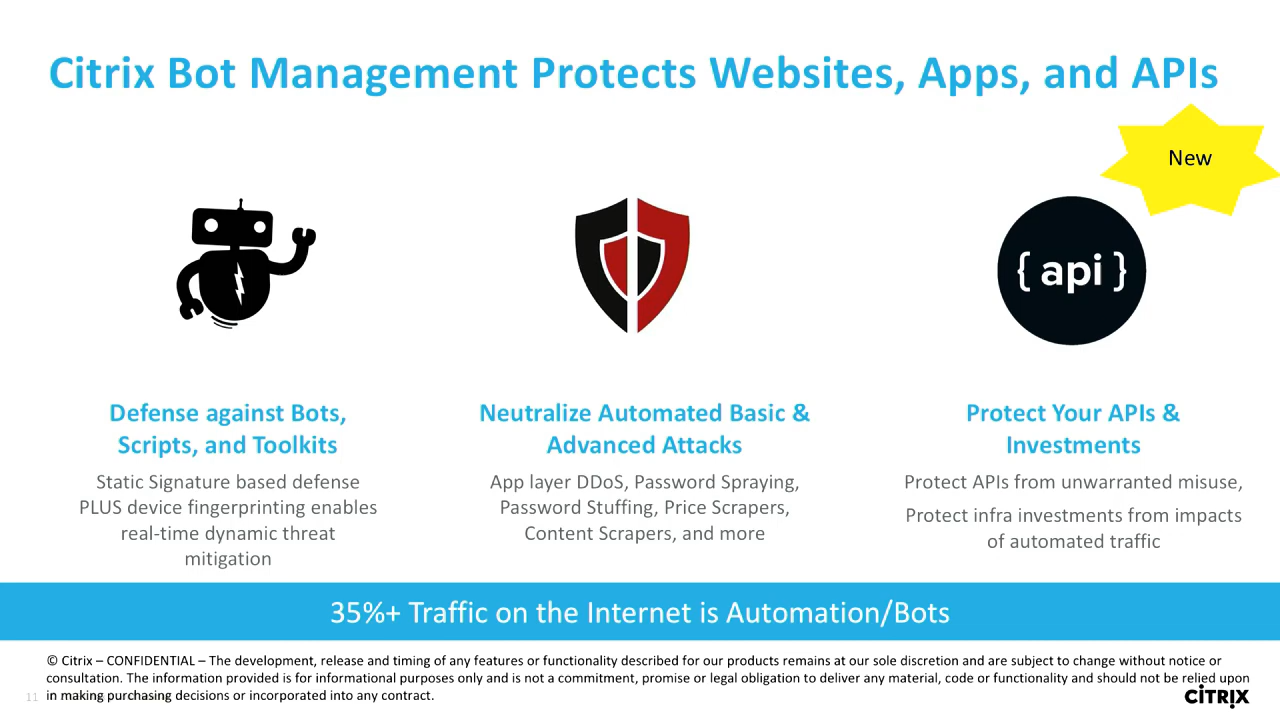 Citrix Bot Management Protects Websites, Apps, and APIs
New
{ api }
Defense against Bots,
Scripts, and Toolkits
Static Signature based defense
PLUS device fingerprinting enables
real-time dynamic threat
mitigation
Neutralize Automated Basic &
Advanced Attacks
App layer DDoS, Password Spraying,
Password Stuffing, Price Scrapers,
Content Scrapers, and more
Protect Your APIs &
Investments
Protect APIs from unwarranted misuse,
Protect infra investments from impacts
of automated traffic
35%+ Traffic on the Internet is Automation/Bots
© Citrix – CONFIDENTIAL – The development, release and timing of any features or functionality described for our products remains at our sole discretion and are subject to change without notice or
consultation. The information provided is for informational purposes only and is not a commitment, promise or legal obligation to deliver any material, code or functionality and should not be relied upon
in making purchasing decisions or incorporated into any contract.
11
CITRIX